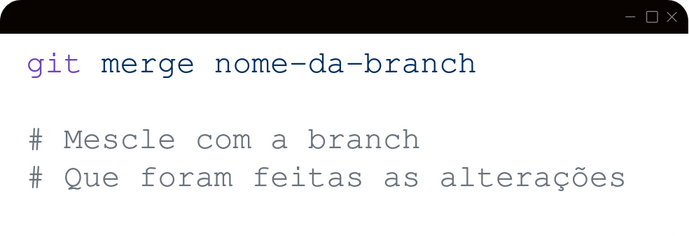 git merge nome-da-branch
# Mescle com a branch
# Que foram feitas as alterações